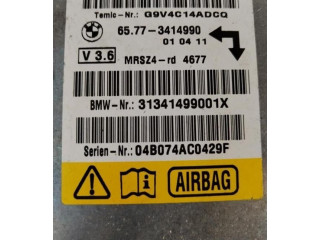 Temic-Nr.: G9V4C14ADCQ
65.77-3414990
01 04 11
V 3.6
MRSZ4-rd 4677
BMW-Nr.: 31341499001X
Serien-Nr.: 04B074AC0429F
AIRBAG